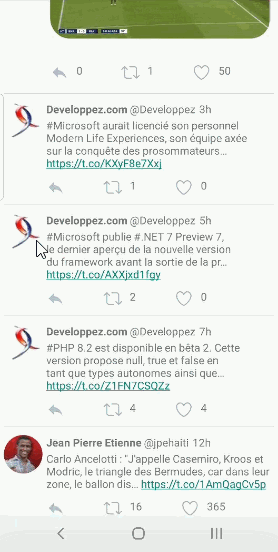 0 1 50
Developpez.com @Developpez 3h
#Microsoft aurait licencié son personnel
Modern Life Experiences, son équipe axée
sur la conquête des prosommateurs...
https://t.co/KXyF8e7Xxj
1 0
Developpez.com @Developpez 5h
#Microsoft publie #.NET 7 Preview 7,
le dernier aperçu de la nouvelle version
du framework avant la sortie de la pr...
https://t.co/AXXjxd1fgy
2 0
Developpez.com @Developpez 7h
#PHP 8.2 est disponible en bêta 2. Cette
version propose null, true et false en
tant que types autonomes ainsi que...
https://t.co/Z1FN7CSQZz
4 4
Jean Pierre Etienne @jpehaiti 12h
Carlo Ancelotti : "J'appelle Casemiro, Kroos et
Modric, le triangle des Bermudes, car dans leur
zone, le ballon dis... https://t.co/1AmQagCv5p
16 365